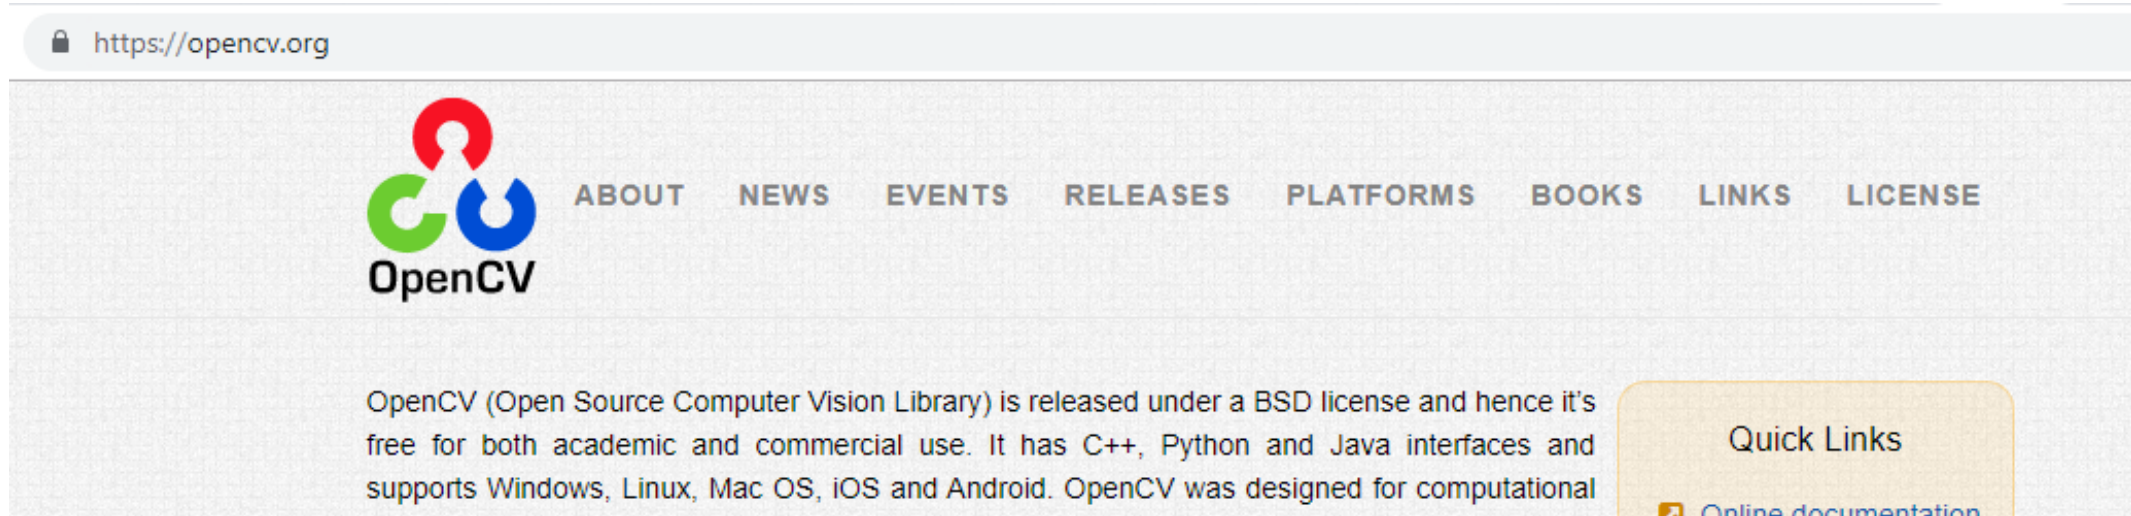 https://opencv.org
OpenCV
ABOUT NEWS EVENTS RELEASES PLATFORMS BOOKS LINKS LICENSE
OpenCV (Open Source Computer Vision Library) is released under a BSD license and hence it's
free for both academic and commercial use. It has C++, Python and Java interfaces and
supports Windows, Linux, Mac OS, iOS and Android. OpenCV was designed for computational
Quick Links
Online documentation